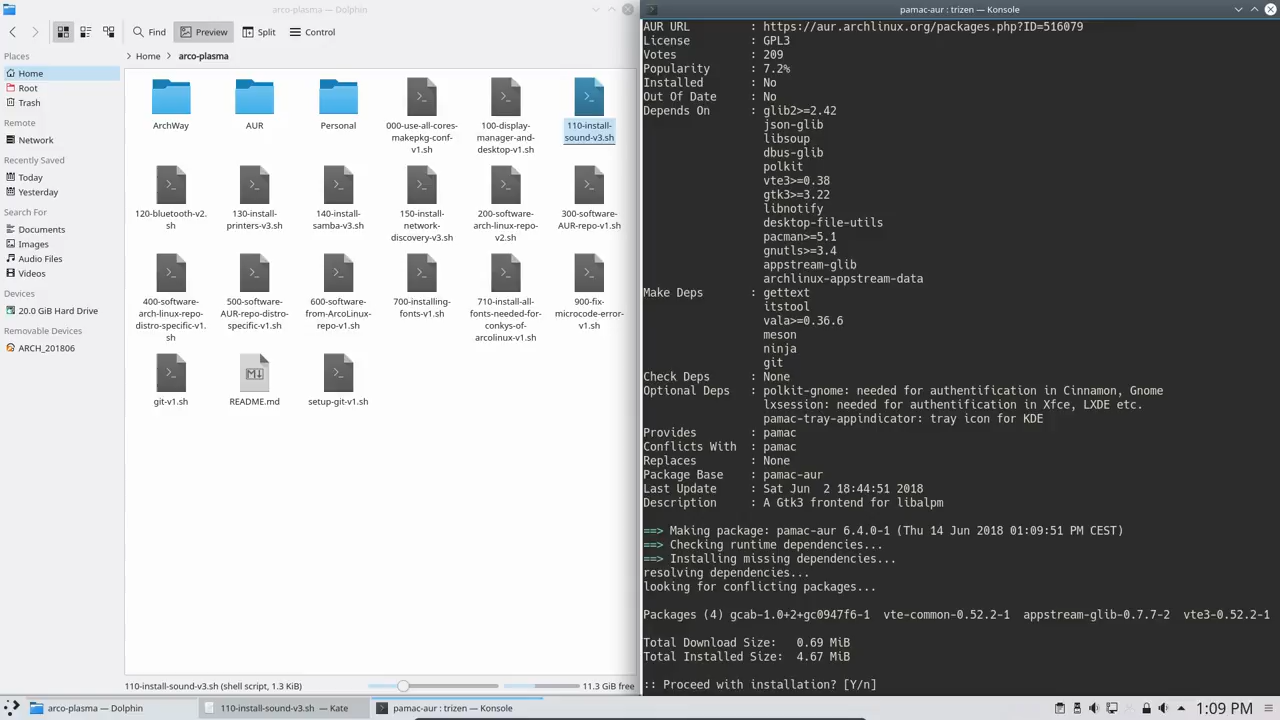 arco-plasma — Dolphin
Find
Preview
Split
Control
Places
Home
Root
Trash
Remote
Network
Recently Saved
Today
Yesterday
Search For
Documents
Images
Audio Files
Videos
Devices
20.0 GiB Hard Drive
Removable Devices
ARCH_201806
Home
arco-plasma
ArchWay
AUR
Personal
000-use-all-cores-
makepkg-conf-
v1.sh
100-display-
manager-and-
desktop-v1.sh
110-install-
sound-v3.sh
120-bluetooth-v2.
sh
130-install-
printers-v3.sh
140-install-
samba-v3.sh
150-install-
network-
discovery-v3.sh
200-software-
arch-linux-repo-
v2.sh
300-software-
AUR-repo-v1.sh
400-software-
arch-linux-repo-
distro-specific-v1.
sh
500-software-
AUR-repo-distro-
specific-v1.sh
600-software-
from-ArcoLinux-
repo-v1.sh
700-installing-
fonts-v1.sh
710-install-all-
fonts-needed-for-
conkys-of-
arcolinux-v1.sh
900-fix-
microcode-error-
v1.sh
git-v1.sh
README.md
setup-git-v1.sh
110-install-sound-v3.sh (shell script, 1.3 KiB)
11.3 GiB free
pamac-aur : trizen — Konsole
AUR URL : https://aur.archlinux.org/packages.php?ID=516079
License : GPL3
Votes : 209
Popularity : 7.2%
Installed : No
Out Of Date : No
Depends On : glib2>=2.42
json-glib
libsoup
dbus-glib
polkit
vte3>=0.38
gtk3>=3.22
libnotify
desktop-file-utils
pacman>=5.1
gnutls>=3.4
appstream-glib
archlinux-appstream-data
Make Deps : gettext
itstool
vala>=0.36.6
meson
ninja
git
Check Deps : None
Optional Deps : polkit-gnome: needed for authentification in Cinnamon, Gnome
lxsession: needed for authentification in Xfce, LXDE etc.
pamac-tray-appindicator: tray icon for KDE
Provides : pamac
Conflicts With : pamac
Replaces : None
Package Base : pamac-aur
Last Update : Sat Jun  2 18:44:51 2018
Description : A Gtk3 frontend for libalpm
==> Making package: pamac-aur 6.4.0-1 (Thu 14 Jun 2018 01:09:51 PM CEST)
==> Checking runtime dependencies...
==> Installing missing dependencies...
resolving dependencies...
looking for conflicting packages...
Packages (4) gcab-1.0+2+gc0947f6-1  vte-common-0.52.2-1  appstream-glib-0.7.7-2  vte3-0.52.2-1
Total Download Size:   0.69 MiB
Total Installed Size:  4.67 MiB
:: Proceed with installation? [Y/n]
arco-plasma — Dolphin
110-install-sound-v3.sh — Kate
pamac-aur : trizen — Konsole
1:09 PM